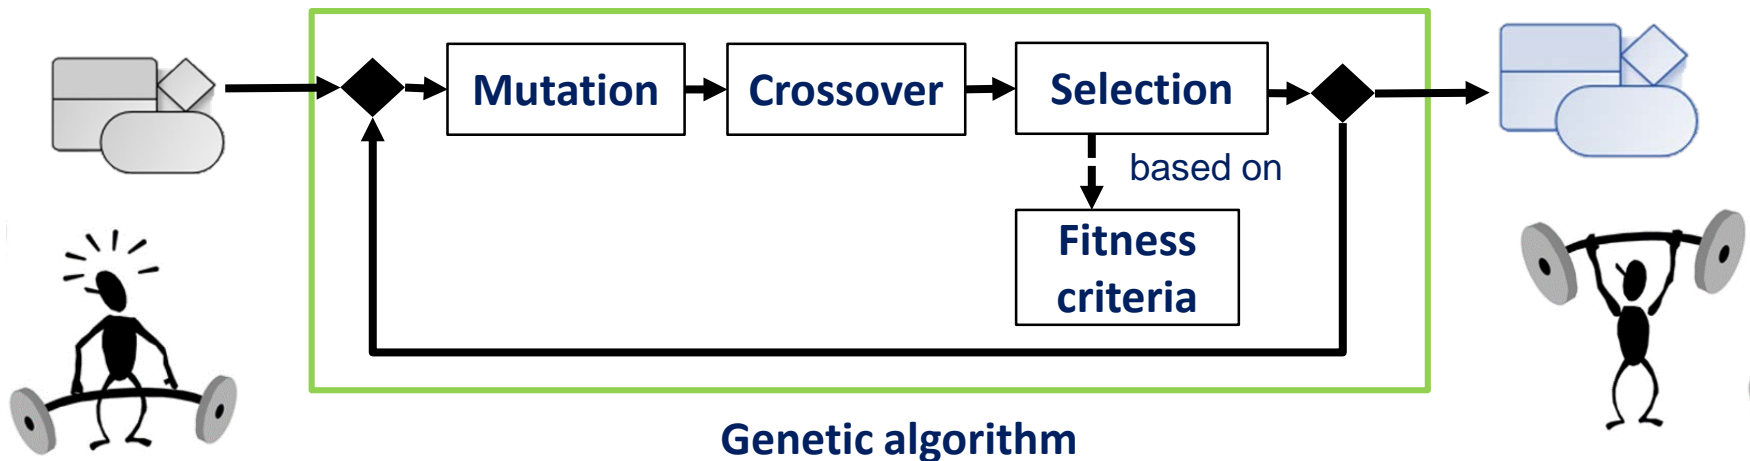 Mutation
Crossover
Selection
based on
Fitness
criteria
Genetic algorithm